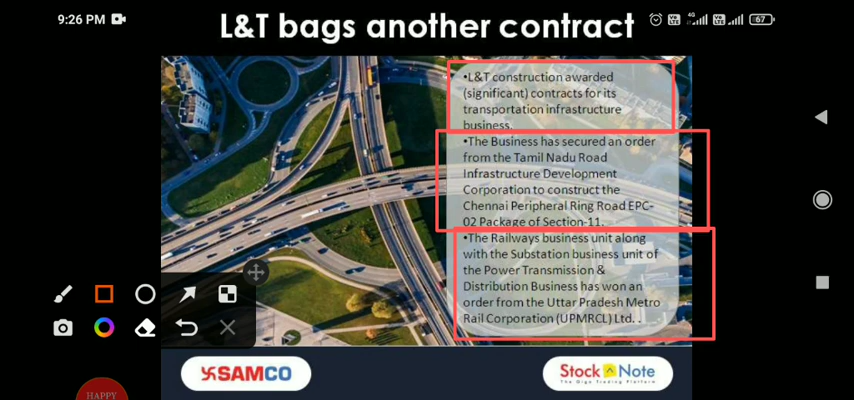 9:26 PM
4G
67
L&T bags another contract
•L&T construction awarded
(significant) contracts for its
transportation infrastructure
business.
•The Business has secured an order
from the Tamil Nadu Road
Infrastructure Development
Corporation to construct the
Chennai Peripheral Ring Road EPC-
02 Package of Section-11.
•The Railways business unit along
with the Substation business unit of
the Power Transmission &
Distribution Business has won an
order from the Uttar Pradesh Metro
Rail Corporation (UPMRCL) Ltd. .
SAMCO
Stock Note
The Giga Trading Platform
HAPPY